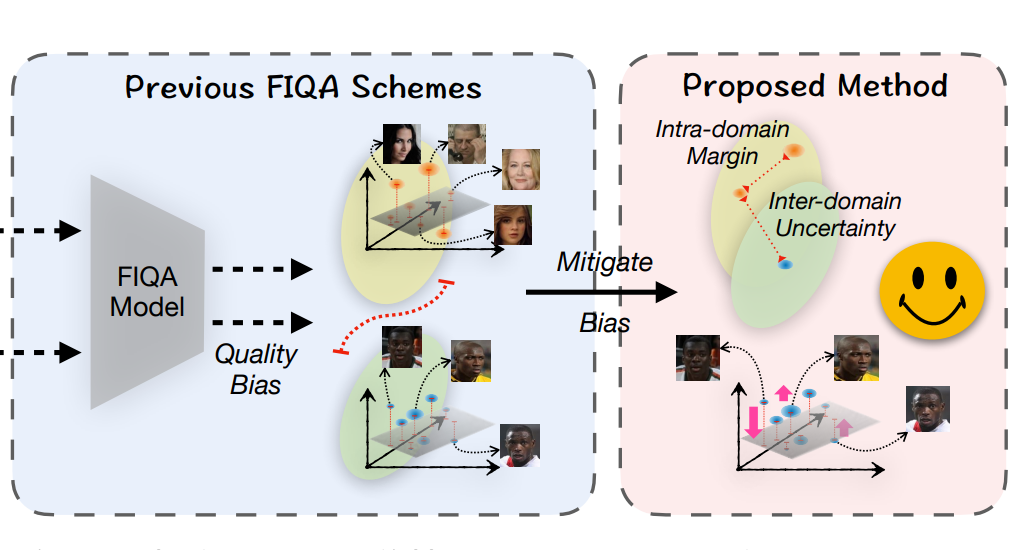 Previous FIQA Schemes
FIQA
Model
Quality
Bias
Mitigate
Bias
Proposed Method
Intra-domain
Margin
Inter-domain
Uncertainty